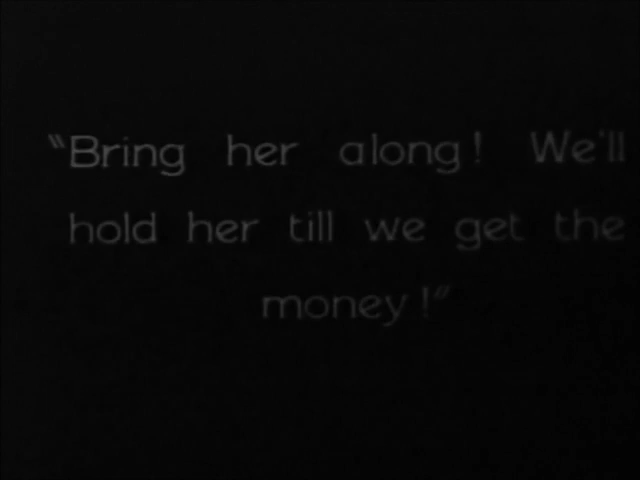 "Bring her along! We'll
hold her till we get the
money!"